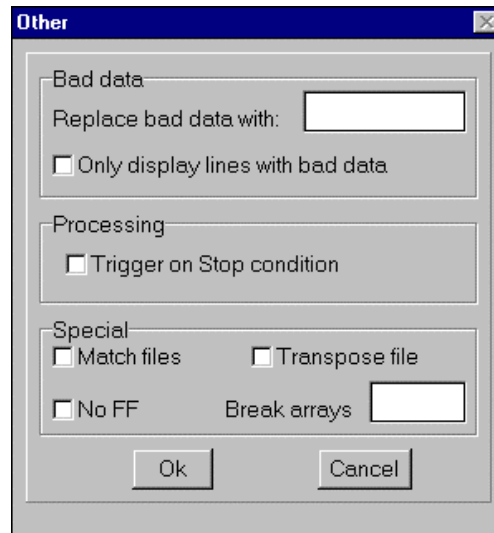 Other
Bad data
Replace bad data with:
Only display lines with bad data
Processing
Trigger on Stop condition
Special
Match files Transpose file
No FF Break arrays
Ok Cancel